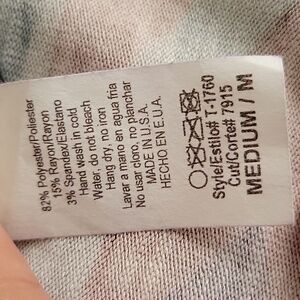 82% Polyester/Poliester
15% Rayon/Rayon
3% Spandex/Elastano
Hand wash in cold
Water, do not bleach
Hang dry, no iron
Lavar a mano en agua fria
No usar cloro, no planchar
MADE IN U.S.A.
HECHO EN E.U.A.
Style/Estilo# T-1760
Cut/Corte# 7915
MEDIUM / M